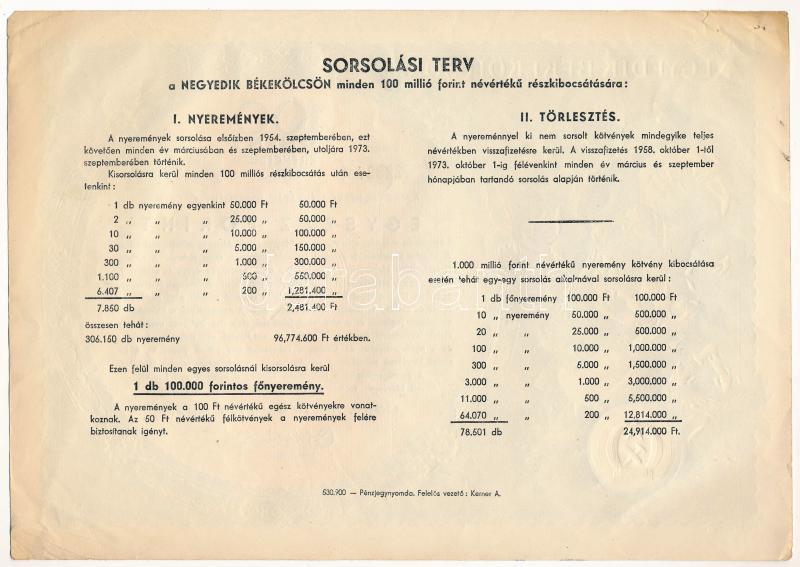 SORSOLÁSI TERV
a NEGYEDIK BÉKEKÖLCSÖN minden 100 millió forint névértékű részkibocsátására:
I. NYEREMÉNYEK.
A nyeremények sorsolása elsőízben 1954. szeptemberében, ezt
követően minden év márciusában és szeptemberében, utoljára 1973.
szeptemberében történik.
Kisorsolásra kerül minden 100 milliós részkibocsátás után ese-
tenkint:
1 db nyeremény egyenkint 50.000 Ft 50.000 Ft
2 „ „ „ 25.000 „ 50.000 „
10 „ „ „ 10.000 „ 100.000 „
30 „ „ „ 5.000 „ 150.000 „
300 „ „ „ 1.000 „ 300.000 „
1.100 „ „ „ 500 „ 550.000 „
6.407 „ „ „ 200 „ 1,281.400 „
7.850 db 2,481.400 Ft
összesen tehát:
306.150 db nyeremény 96,774.600 Ft értékben.
Ezen felül minden egyes sorsolásnál kisorsolásra kerül
1 db 100.000 forintos főnyeremény.
A nyeremények a 100 Ft névértékű egész kötvényekre vonat-
koznak. Az 50 Ft névértékű félkötvények a nyeremények felére
biztosítanak igényt.
II. TÖRLESZTÉS.
A nyereménnyel ki nem sorsolt kötvények mindegyike teljes
névértékben visszafizetésre kerül. A visszafizetés 1958. október 1-től
1973. október 1-ig félévenkint minden év március és szeptember
hónapjában tartandó sorsolás alapján történik.
1.000 millió forint névértékű nyeremény kötvény kibocsátása
esetén tehát egy-egy sorsolás alkalmával sorsolásra kerül:
1 db főnyeremény 100.000 Ft 100.000 Ft
10 „ nyeremény 50.000 „ 500.000 „
20 „ „ 25.000 „ 500.000 „
100 „ „ 10.000 „ 1,000.000 „
300 „ „ 5.000 „ 1,500.000 „
3.000 „ „ 1.000 „ 3,000.000 „
11.000 „ „ 500 „ 5,500.000 „
64.070 „ „ 200 „ 12,814.000 „
78.501 db 24,914.000 Ft.
530.900 — Pénzjegynyomda. Felelős vezető: Kerner A.